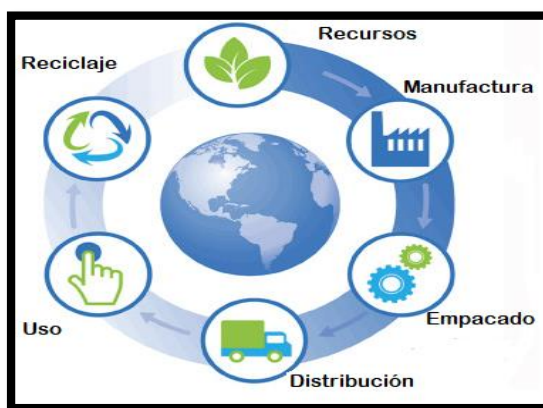 Recursos
Reciclaje
Manufactura
Empacado
Uso
Distribución